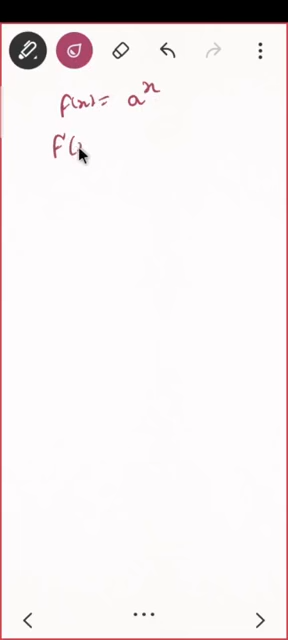 f(x) = a^x
F(